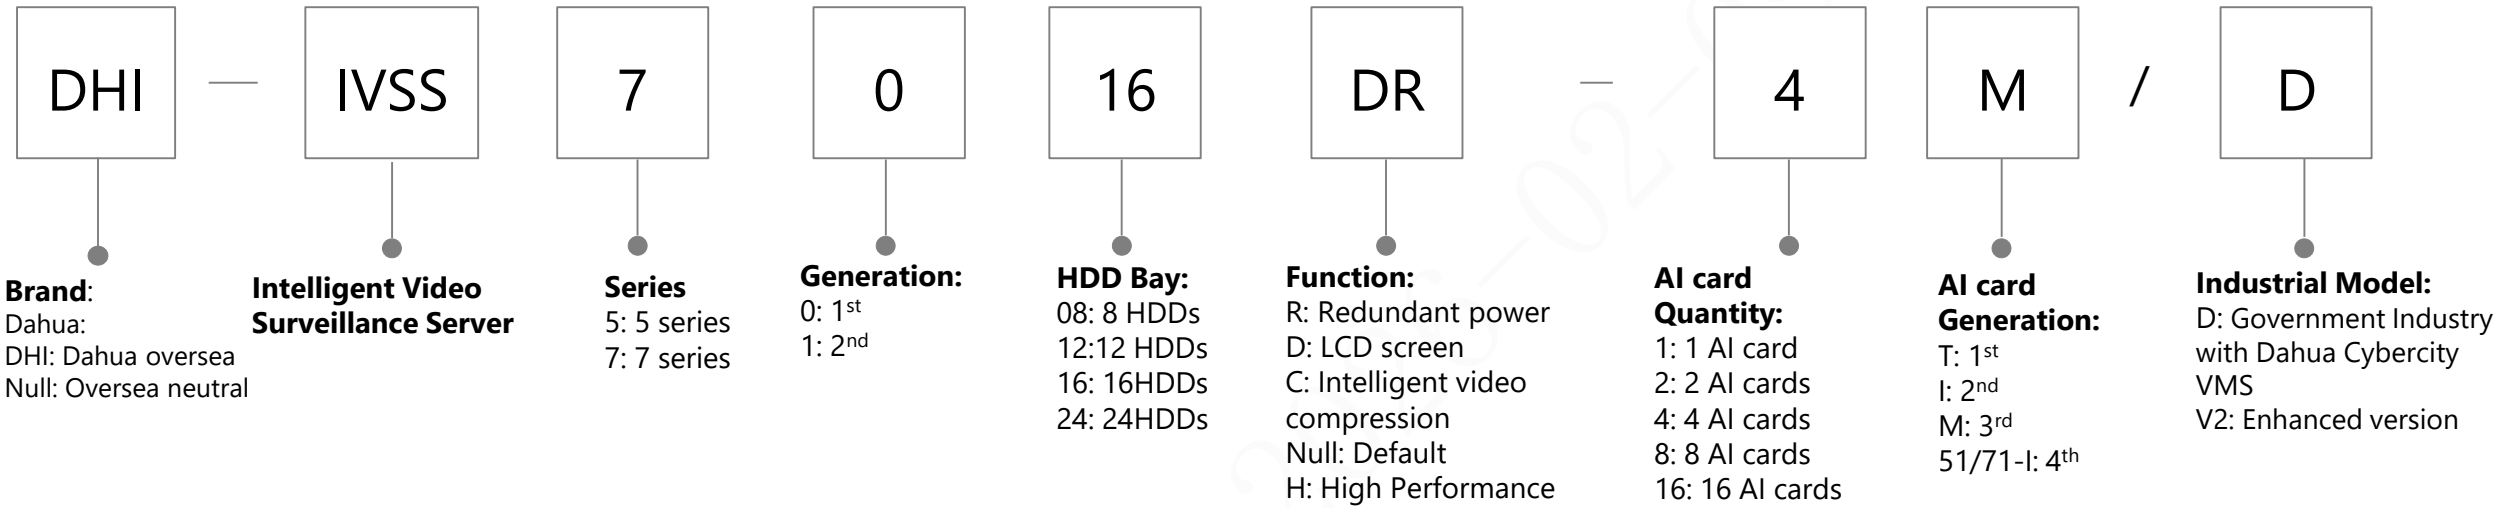 DHI — IVSS 7 0 16 DR — 4 M / D
Brand:
Dahua:
DHI: Dahua oversea
Null: Oversea neutral
Intelligent Video
Surveillance Server
Series
5: 5 series
7: 7 series
Generation:
0: 1st
1: 2nd
HDD Bay:
08: 8 HDDs
12:12 HDDs
16: 16HDDs
24: 24HDDs
Function:
R: Redundant power
D: LCD screen
C: Intelligent video
compression
Null: Default
H: High Performance
AI card
Quantity:
1: 1 AI card
2: 2 AI cards
4: 4 AI cards
8: 8 AI cards
16: 16 AI cards
AI card
Generation:
T: 1st
I: 2nd
M: 3rd
51/71-I: 4th
Industrial Model:
D: Government Industry
with Dahua Cybercity
VMS
V2: Enhanced version